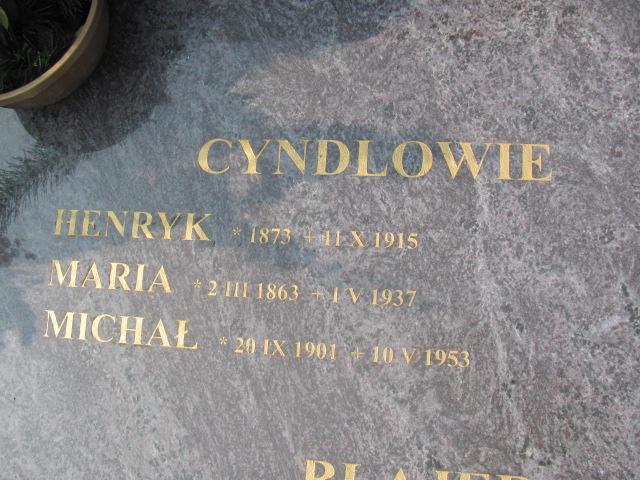 CYNDLOWIE
HENRYK * 1873 + 11 X 1915
MARIA * 2 III 1863 + 1 V 1937
MICHAŁ * 20 IX 1901 + 10 V 1953